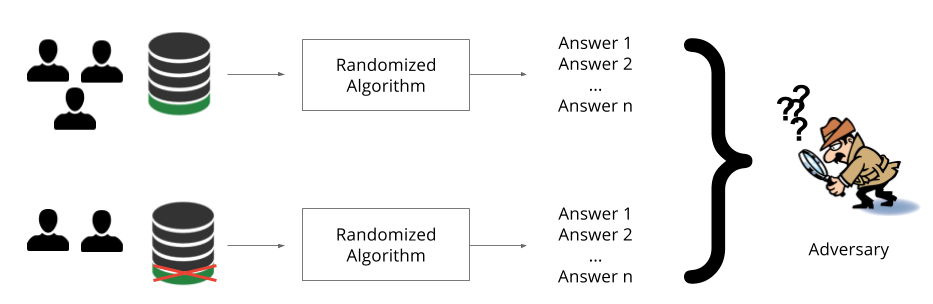 Randomized
Algorithm
Answer 1
Answer 2
...
Answer n
? ? ? ?
Randomized
Algorithm
Answer 1
Answer 2
...
Answer n
Adversary